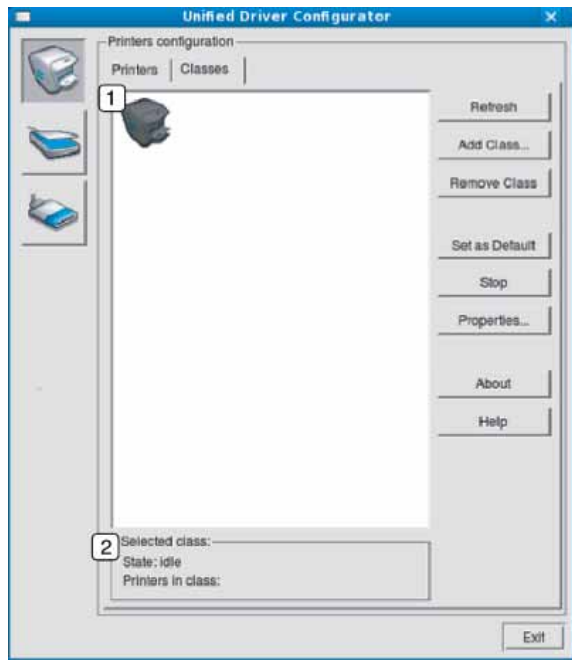 Unified Driver Configurator
Printers configuration
Printers
Classes
1
Refresh
Add Class...
Remove Class
Set as Default
Stop
Properties...
About
Help
2
Selected class:
State: idle
Printers in class:
Exit